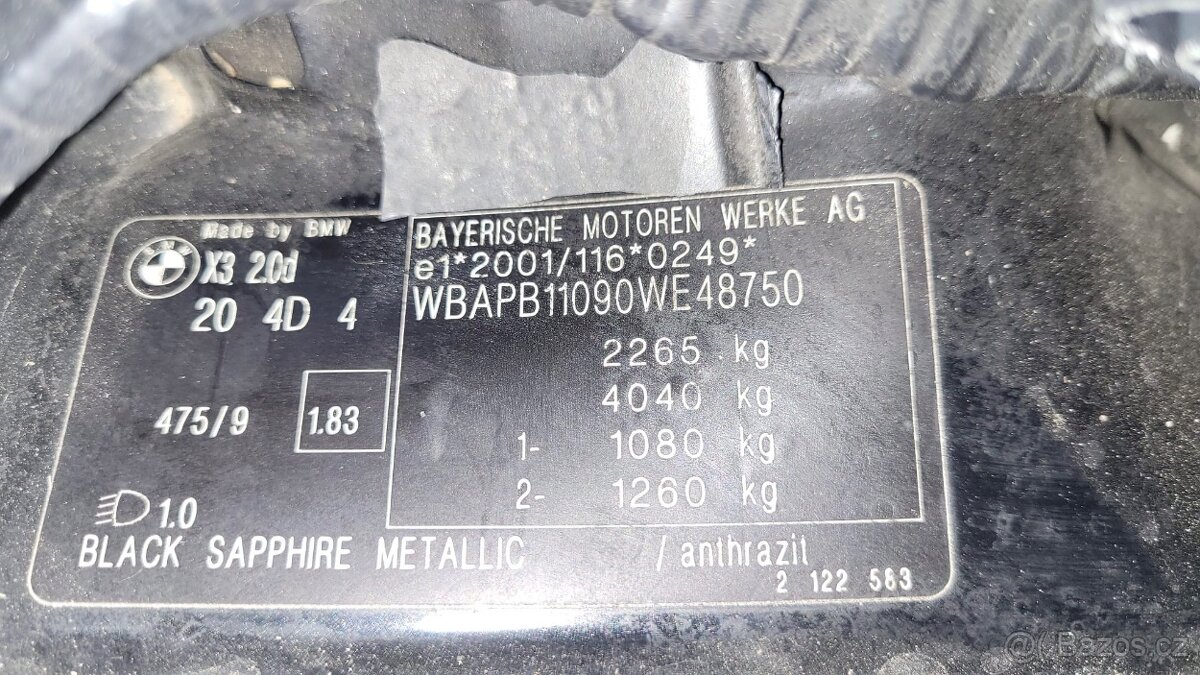 Made by BMW
BMW
X3 2.0d
20 4D 4
475/9
1.83
1.0
BLACK SAPPHIRE METALLIC /anthrazit
2 122 563
BAYERISCHE MOTOREN WERKE AG
e1*2001/116*0249*
WBAPB11090WE48750
2265 kg
4040 kg
1- 1080 kg
2- 1260 kg
© Bazos.cz